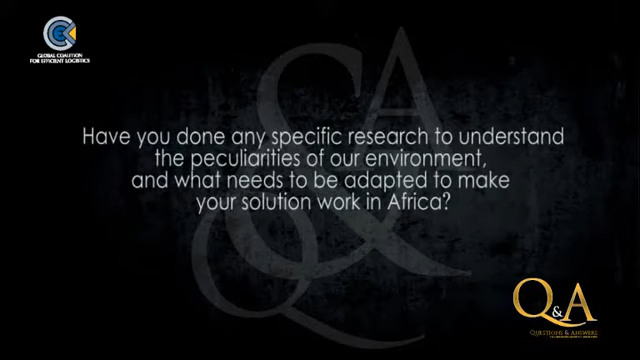 GLOBAL COALITION
FOR EFFICIENT LOGISTICS
Have you done any specific research to understand
the peculiarities of our environment,
and what needs to be adapted to make
your solution work in Africa?
Q&A
QUESTIONS & ANSWERS